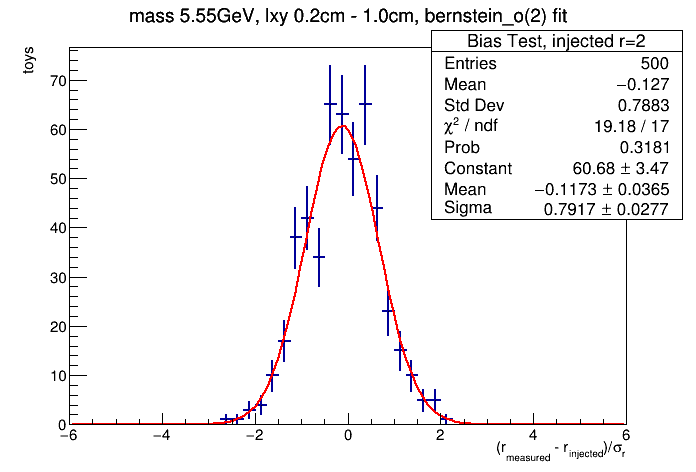 mass 5.55GeV, lxy 0.2cm - 1.0cm, bernstein_o(2) fit
Bias Test, injected r=2
Entries 500
Mean −0.127
Std Dev 0.7883
χ² / ndf 19.18 / 17
Prob 0.3181
Constant 60.68 ± 3.47
Mean −0.1173 ± 0.0365
Sigma 0.7917 ± 0.0277
toys
70
60
50
40
30
20
10
0
−6 −4 −2 0 2 4 6
(r_measured - r_injected)/σ_r